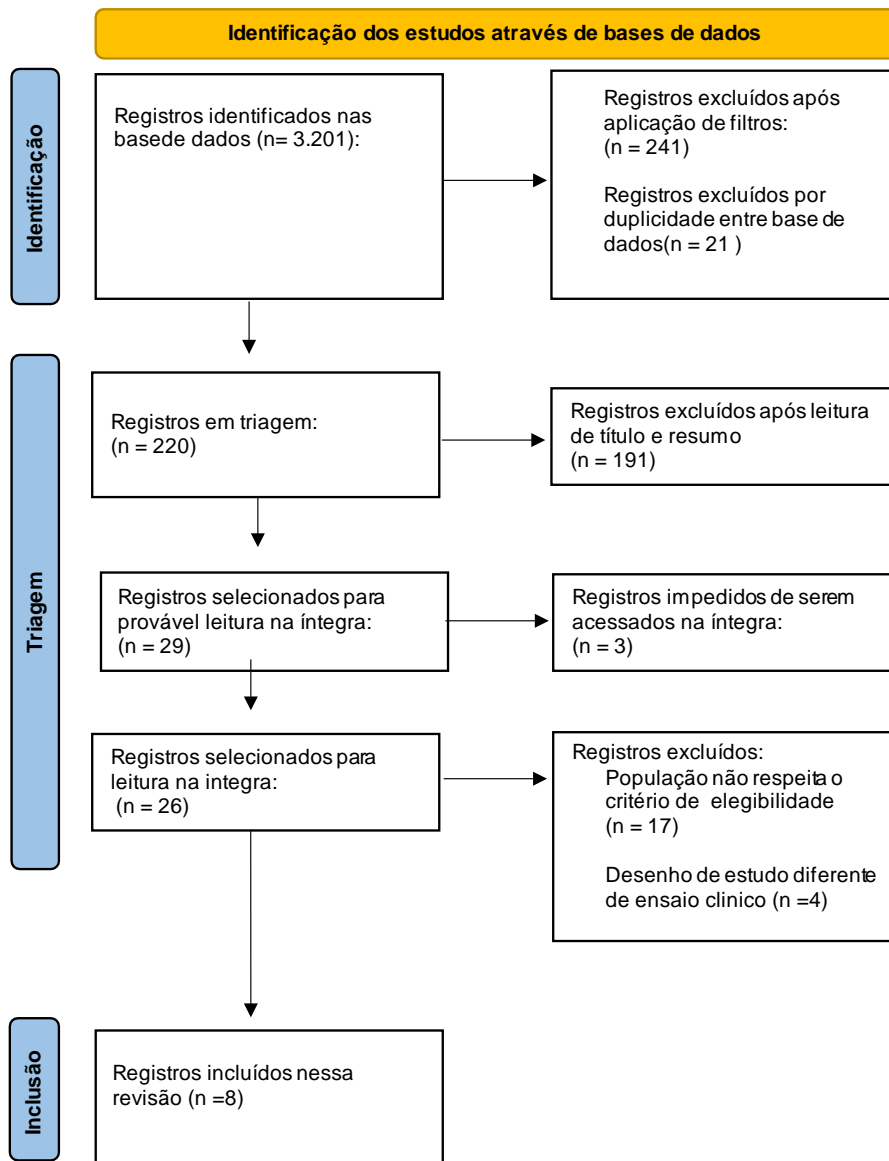 Identificação dos estudos através de bases de dados
Identificação
Registros identificados nas
basede dados (n= 3.201):
Registros excluídos após
aplicação de filtros:
(n = 241)
Registros excluídos por
duplicidade entre base de
dados(n = 21 )
Triagem
Registros em triagem:
(n = 220)
Registros excluídos após leitura
de título e resumo
(n = 191)
Registros selecionados para
provável leitura na íntegra:
(n = 29)
Registros impedidos de serem
acessados na íntegra:
(n = 3)
Registros selecionados para
leitura na integra:
(n = 26)
Registros excluídos:
População não respeita o
critério de elegibilidade
(n = 17)
Desenho de estudo diferente
de ensaio clinico (n =4)
Inclusão
Registros incluídos nessa
revisão (n =8)